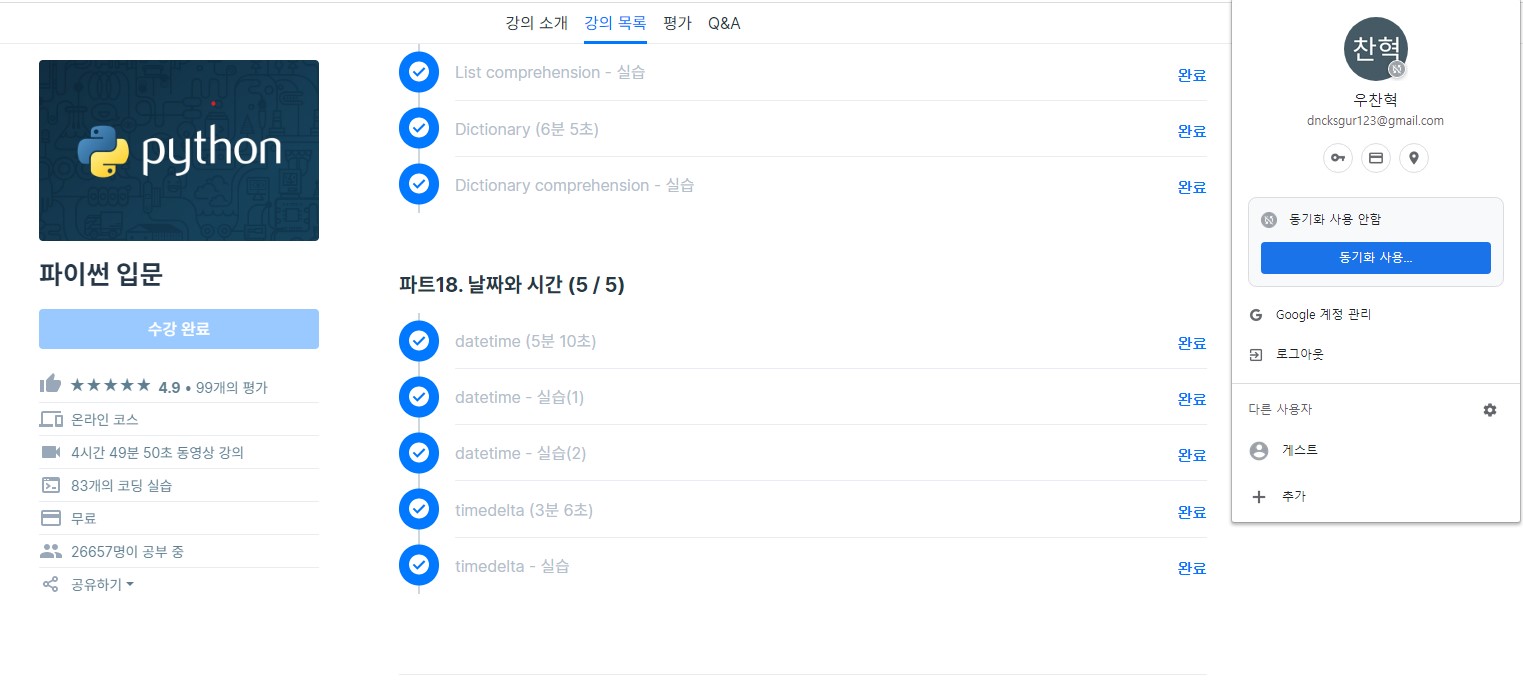 강의 소개 강의 목록 평가 Q&A
python
파이썬 입문
수강 완료
★★★★★ 4.9 • 99개의 평가
온라인 코스
4시간 49분 50초 동영상 강의
83개의 코딩 실습
무료
26657명이 공부 중
공유하기
List comprehension - 실습 완료
Dictionary (6분 5초) 완료
Dictionary comprehension - 실습 완료
파트18. 날짜와 시간 (5 / 5)
datetime (5분 10초) 완료
datetime - 실습(1) 완료
datetime - 실습(2) 완료
timedelta (3분 6초) 완료
timedelta - 실습 완료
찬혁
우찬혁
dncksgur123@gmail.com
동기화 사용 안함
동기화 사용...
G Google 계정 관리
로그아웃
다른 사용자
게스트
추가